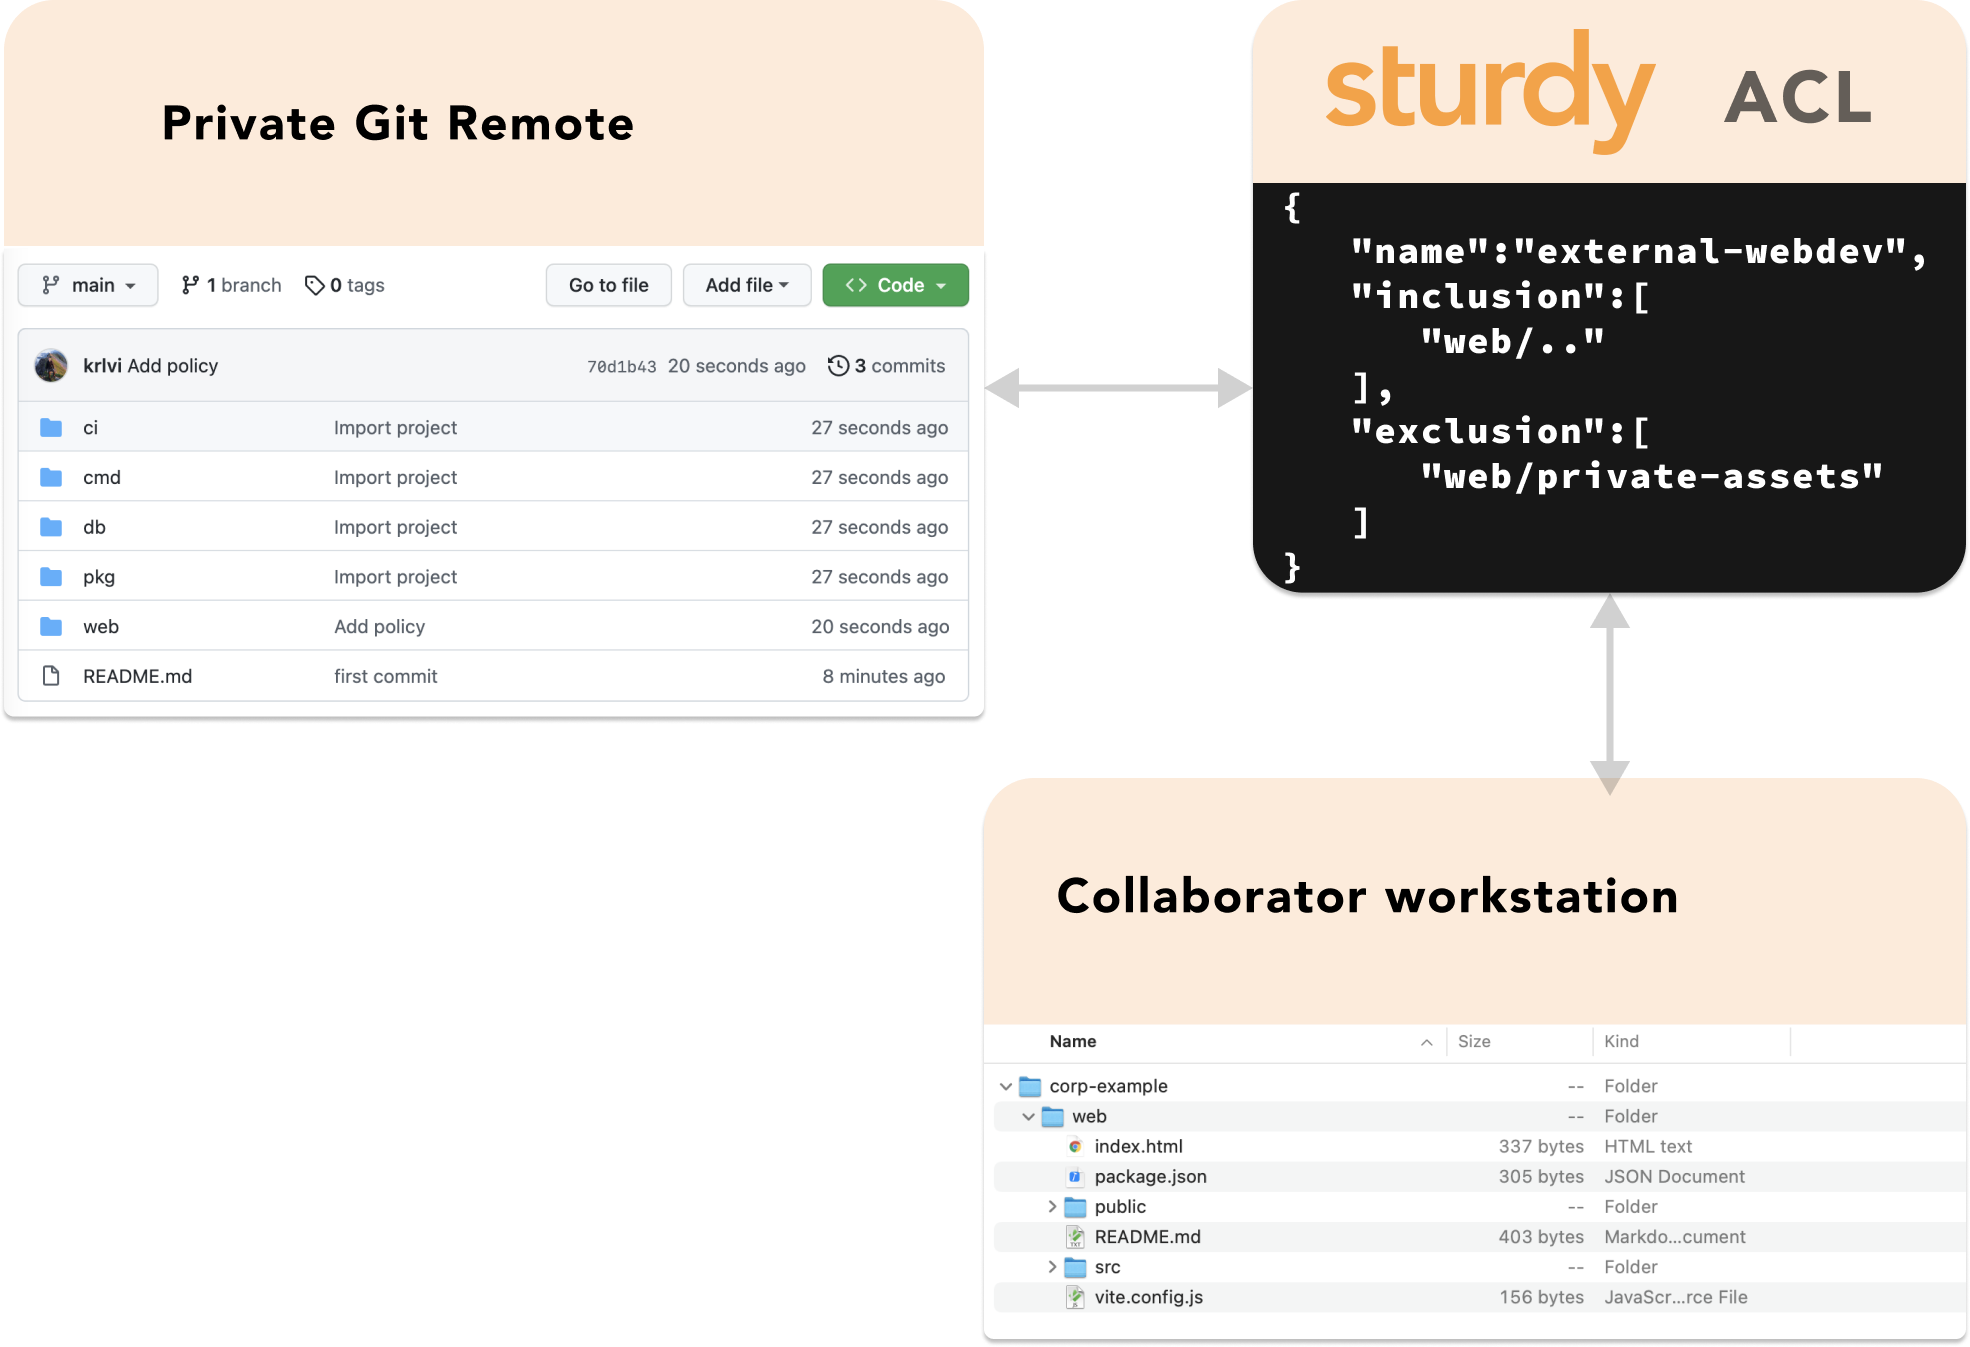 Private Git Remote
main 1 branch 0 tags Go to file Add file <> Code
krlvi Add policy 70d1b43 20 seconds ago 3 commits
ci Import project 27 seconds ago
cmd Import project 27 seconds ago
db Import project 27 seconds ago
pkg Import project 27 seconds ago
web Add policy 20 seconds ago
README.md first commit 8 minutes ago
sturdy ACL
{
"name":"external-webdev",
"inclusion":[
"web/.."
],
"exclusion":[
"web/private-assets"
]
}
Collaborator workstation
Name Size Kind
corp-example -- Folder
web -- Folder
index.html 337 bytes HTML text
package.json 305 bytes JSON Document
public -- Folder
README.md 403 bytes Markdo...cument
src -- Folder
vite.config.js 156 bytes JavaScr...rce File